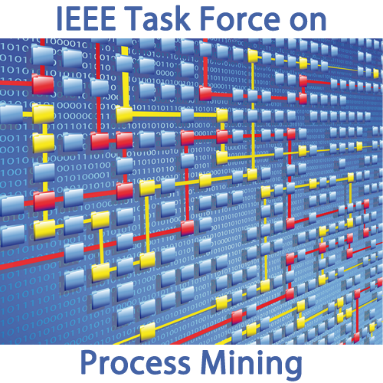 IEEE Task Force on
Process Mining